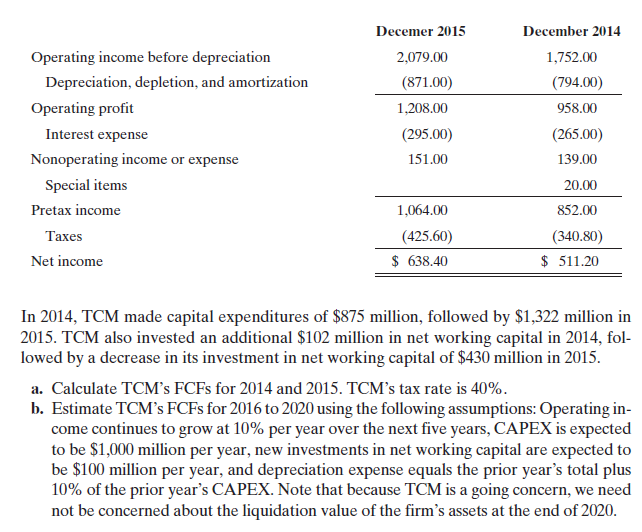 Decemer 2015 December 2014
Operating income before depreciation 2,079.00 1,752.00
Depreciation, depletion, and amortization (871.00) (794.00)
Operating profit 1,208.00 958.00
Interest expense (295.00) (265.00)
Nonoperating income or expense 151.00 139.00
Special items 20.00
Pretax income 1,064.00 852.00
Taxes (425.60) (340.80)
Net income $ 638.40 $ 511.20
In 2014, TCM made capital expenditures of $875 million, followed by $1,322 million in
2015. TCM also invested an additional $102 million in net working capital in 2014, fol-
lowed by a decrease in its investment in net working capital of $430 million in 2015.
a. Calculate TCM's FCFs for 2014 and 2015. TCM's tax rate is 40%.
b. Estimate TCM's FCFs for 2016 to 2020 using the following assumptions: Operating in-
come continues to grow at 10% per year over the next five years, CAPEX is expected
to be $1,000 million per year, new investments in net working capital are expected to
be $100 million per year, and depreciation expense equals the prior year's total plus
10% of the prior year's CAPEX. Note that because TCM is a going concern, we need
not be concerned about the liquidation value of the firm's assets at the end of 2020.